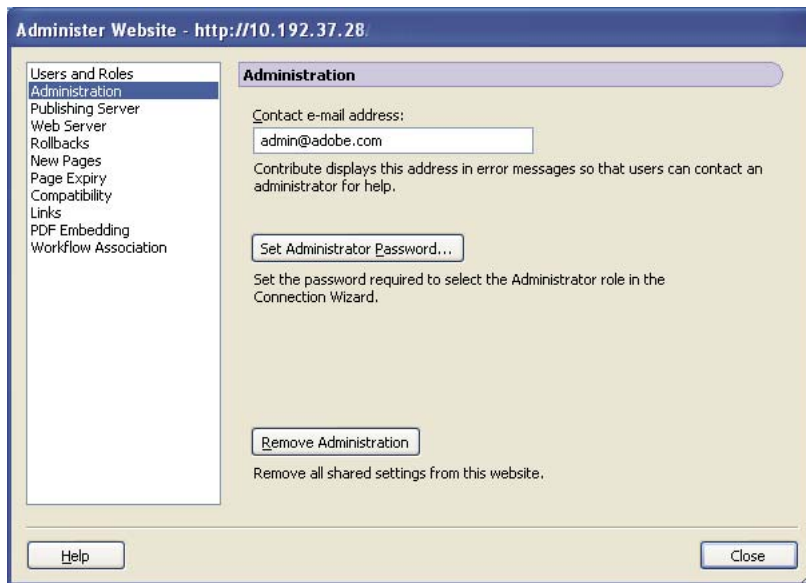 Administer Website - http://10.192.37.28/
Users and Roles
Administration
Publishing Server
Web Server
Rollbacks
New Pages
Page Expiry
Compatibility
Links
PDF Embedding
Workflow Association
Administration
Contact e-mail address:
admin@adobe.com
Contribute displays this address in error messages so that users can contact an
administrator for help.
Set Administrator Password...
Set the password required to select the Administrator role in the
Connection Wizard.
Remove Administration
Remove all shared settings from this website.
Help
Close